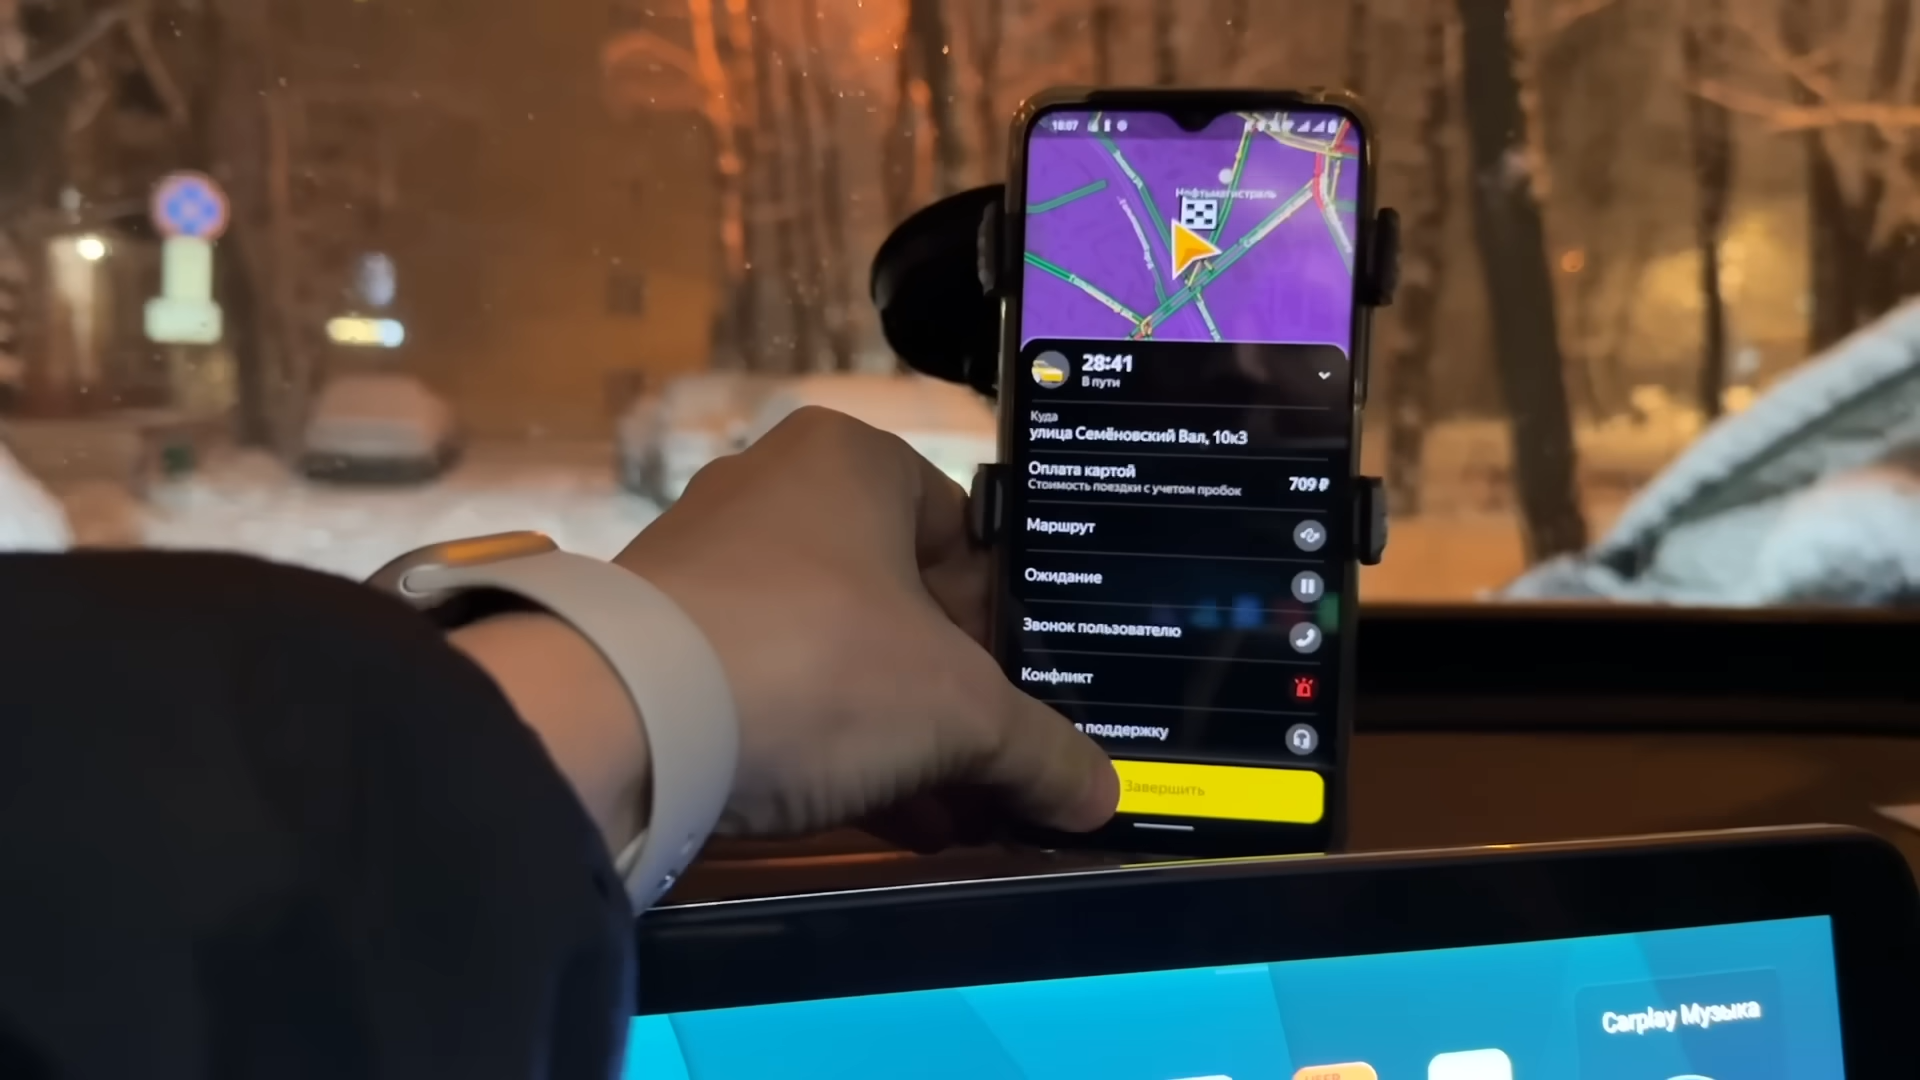 18:07
Нефтьмагистраль
28:41
В пути
Куда
улица Семёновский Вал, 10к3
Оплата картой
Стоимость поездки с учетом пробок
709 ₽
Маршрут
Ожидание
Звонок пользователю
Конфликт
в поддержку
Завершить
Carplay Музыка